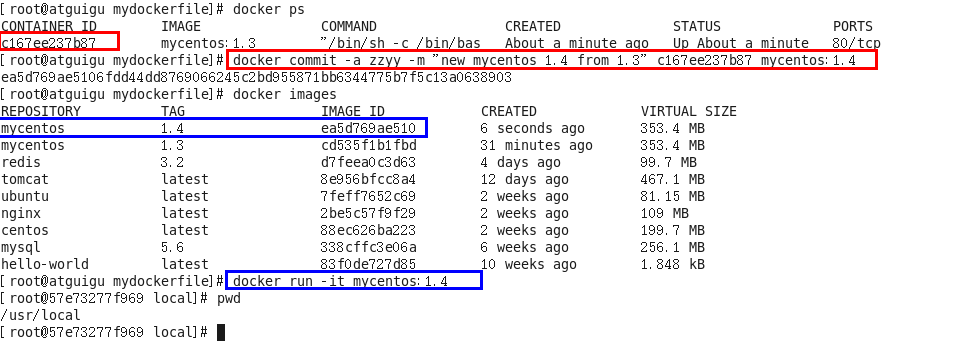 [root@atguigu mydockerfile]# docker ps
CONTAINER ID IMAGE COMMAND CREATED STATUS PORTS
c167ee237b87 mycentos:1.3 "/bin/sh -c /bin/bas About a minute ago Up About a minute 80/tcp
[root@atguigu mydockerfile]# docker commit -a zzyy -m "new mycentos 1.4 from 1.3" c167ee237b87 mycentos:1.4
ea5d769ae5106fdd44dd8769066245c2bd955871bb6344775b7f5c13a0638903
[root@atguigu mydockerfile]# docker images
REPOSITORY TAG IMAGE ID CREATED VIRTUAL SIZE
mycentos 1.4 ea5d769ae510 6 seconds ago 353.4 MB
mycentos 1.3 cd535f1b1fbd 31 minutes ago 353.4 MB
redis 3.2 d7feea0c3d63 4 days ago 99.7 MB
tomcat latest 8e956bfcc8a4 12 days ago 467.1 MB
ubuntu latest 7feff7652c69 2 weeks ago 81.15 MB
nginx latest 2be5c57f9f29 2 weeks ago 109 MB
centos latest 88ec626ba223 2 weeks ago 199.7 MB
mysql 5.6 338cffc3e06a 6 weeks ago 256.1 MB
hello-world latest 83f0de727d85 10 weeks ago 1.848 kB
[root@atguigu mydockerfile]# docker run -it mycentos:1.4
[root@57e73277f969 local]# pwd
/usr/local
[root@57e73277f969 local]#